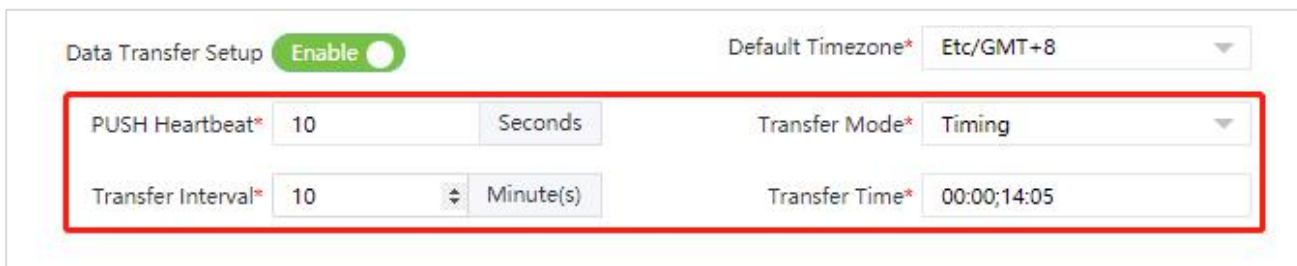 Data Transfer Setup Enable Default Timezone* Etc/GMT+8
PUSH Heartbeat* 10 Seconds Transfer Mode* Timing
Transfer Interval* 10 Minute(s) Transfer Time* 00:00;14:05